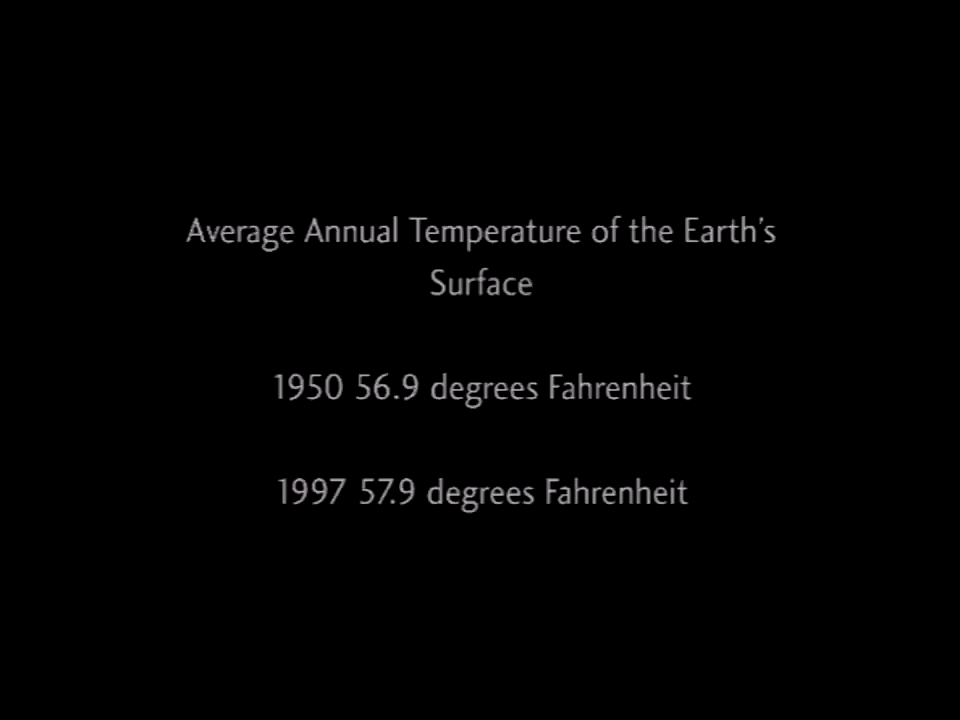 Average Annual Temperature of the Earth's
Surface
1950 56.9 degrees Fahrenheit
1997 57.9 degrees Fahrenheit